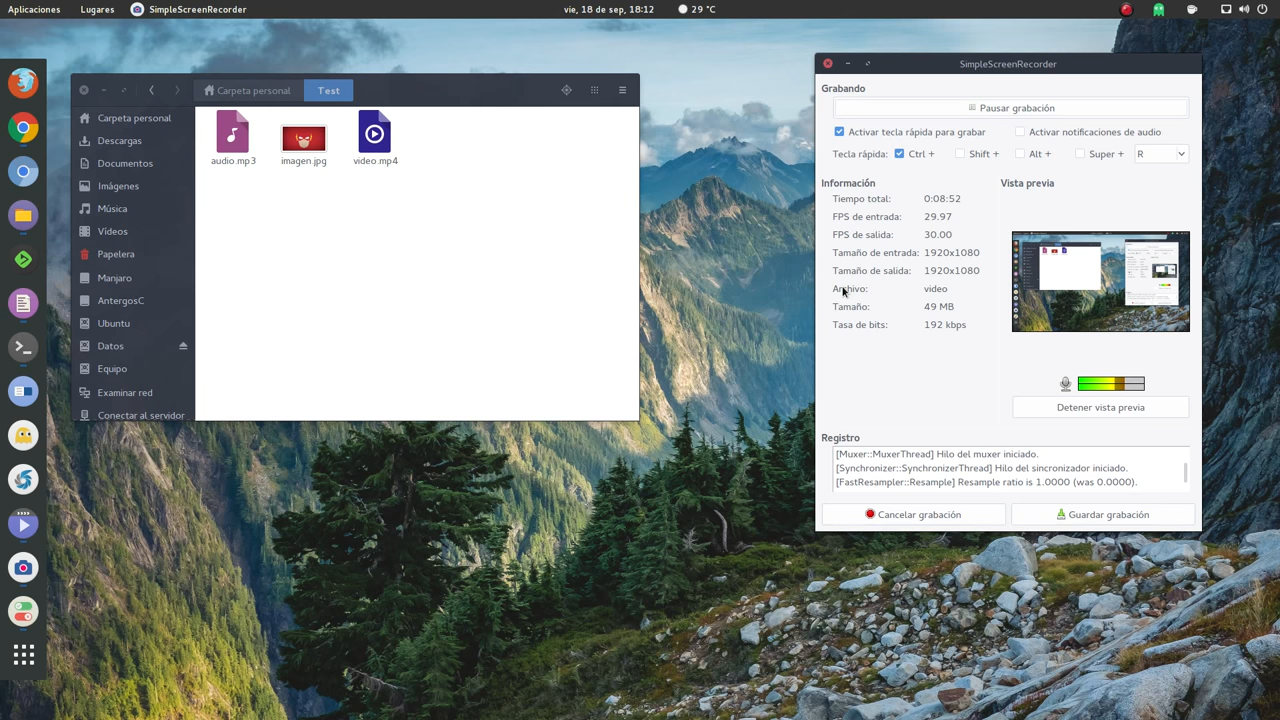 Aplicaciones Lugares SimpleScreenRecorder vie, 18 de sep, 18:12 29 °C
Carpeta personal Test
Carpeta personal
Descargas
Documentos
Imágenes
Música
Vídeos
Papelera
Manjaro
AntergosC
Ubuntu
Datos
Equipo
Examinar red
Conectar al servidor
audio.mp3 imagen.jpg video.mp4
SimpleScreenRecorder
Grabando
Pausar grabación
Activar tecla rápida para grabar Activar notificaciones de audio
Tecla rápida: Ctrl + Shift + Alt + Super + R
Información Vista previa
Tiempo total: 0:08:52
FPS de entrada: 29.97
FPS de salida: 30.00
Tamaño de entrada: 1920x1080
Tamaño de salida: 1920x1080
Archivo: video
Tamaño: 49 MB
Tasa de bits: 192 kbps
Detener vista previa
Registro
[Muxer::MuxerThread] Hilo del muxer iniciado.
[Synchronizer::SynchronizerThread] Hilo del sincronizador iniciado.
[FastResampler::Resample] Resample ratio is 1.0000 (was 0.0000).
Cancelar grabación Guardar grabación